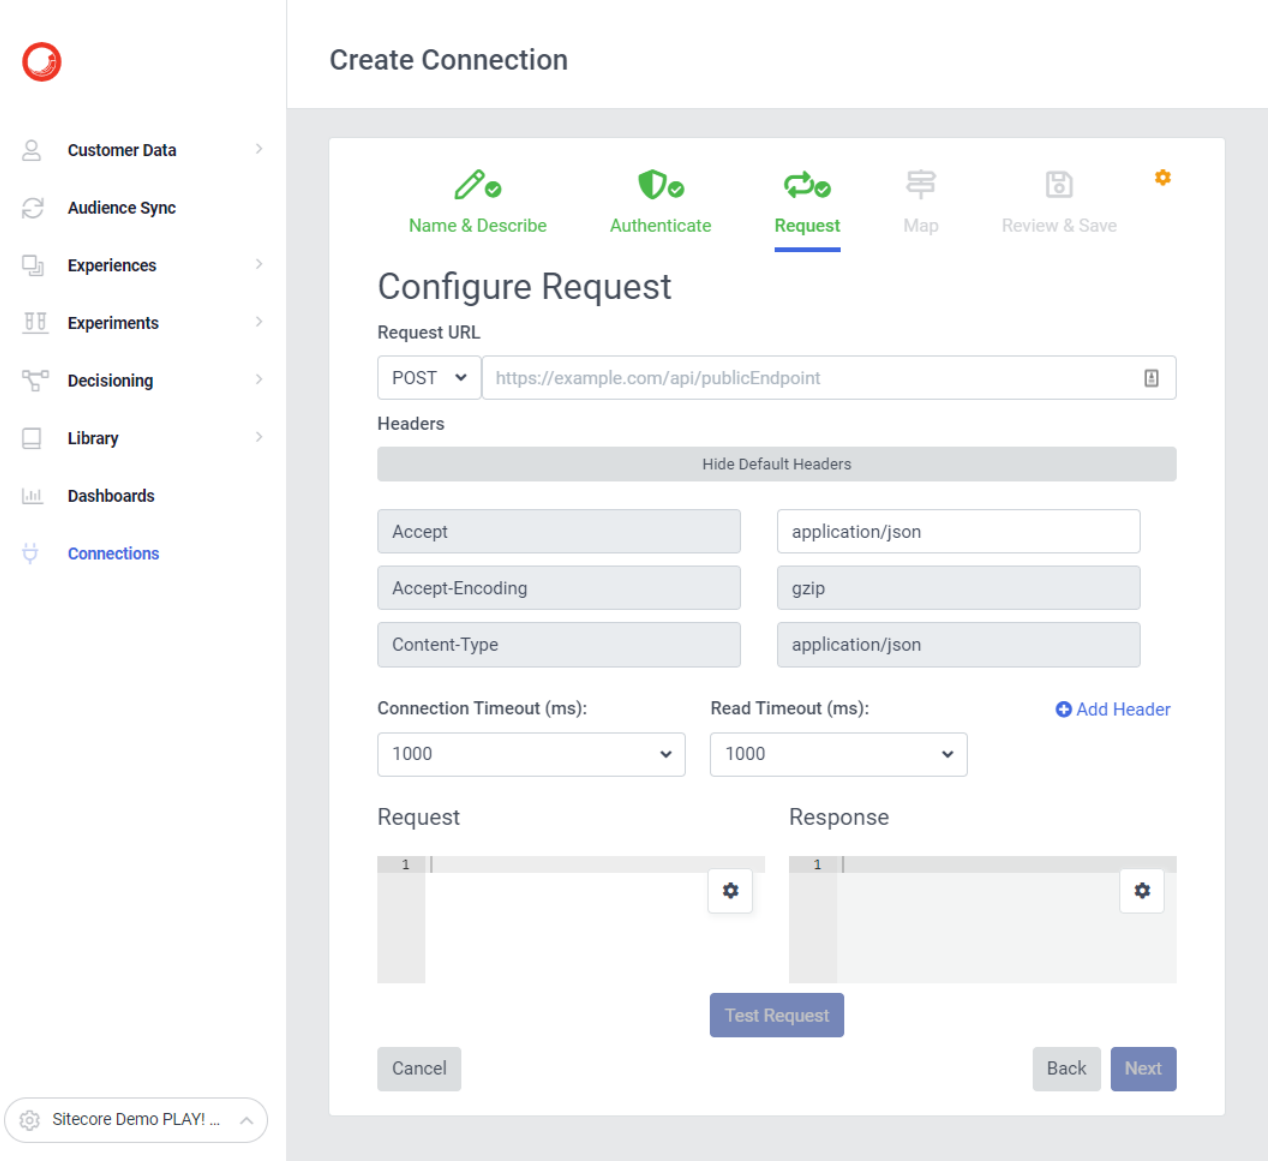 Create Connection
Customer Data
Audience Sync
Experiences
Experiments
Decisioning
Library
Dashboards
Connections
Sitecore Demo PLAY! ...
Name & Describe
Authenticate
Request
Map
Review & Save
Configure Request
Request URL
POST
https://example.com/api/publicEndpoint
Headers
Hide Default Headers
Accept
application/json
Accept-Encoding
gzip
Content-Type
application/json
Connection Timeout (ms):
Read Timeout (ms):
Add Header
1000
1000
Request
Response
1
1
Test Request
Cancel
Back
Next